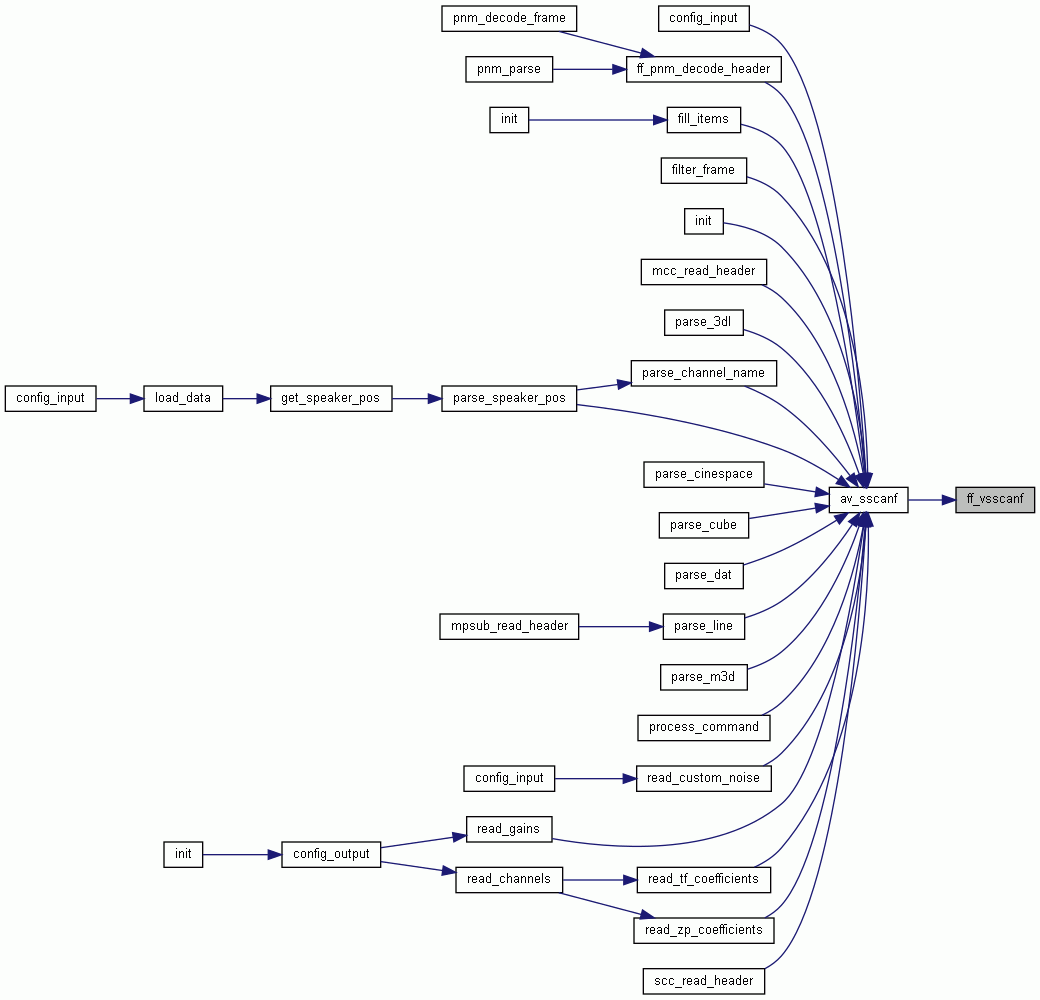 pnm_decode_frame
config_input
pnm_parse
ff_pnm_decode_header
init
fill_items
filter_frame
init
mcc_read_header
parse_3dl
parse_channel_name
config_input
load_data
get_speaker_pos
parse_speaker_pos
parse_cinespace
av_sscanf
ff_vsscanf
parse_cube
parse_dat
mpsub_read_header
parse_line
parse_m3d
process_command
config_input
read_custom_noise
read_gains
init
config_output
read_channels
read_tf_coefficients
read_zp_coefficients
scc_read_header